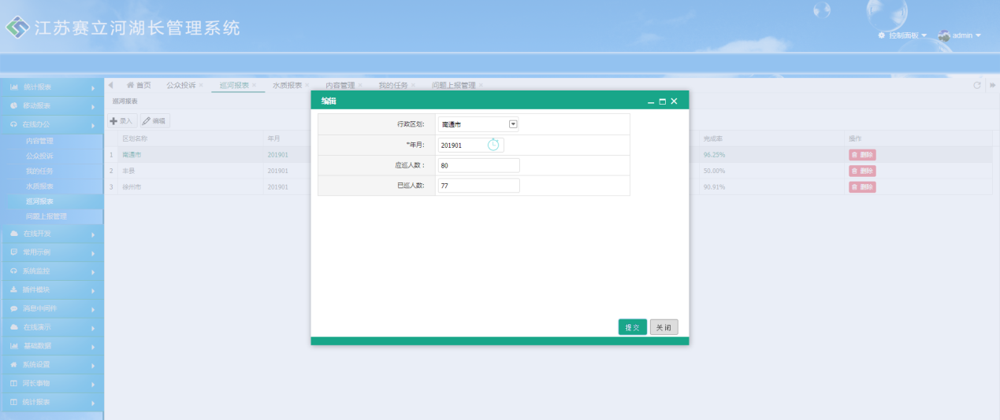 江苏赛立河湖长管理系统
控制面板 admin
统计报表
移动报表
在线办公
内容管理
公众投诉
我的任务
水质报表
巡河报表
问题上报管理
在线开发
常用示例
系统监控
插件模块
消息中间件
在线演示
基础数据
系统设置
河长事物
统计报表
首页 公众投诉 巡河报表 水质报表 内容管理 我的任务 问题上报管理
巡河报表
录入 编辑
区划名称 年月 完成率 操作
1 南通市 201901 96.25% 删除
2 丰县 201901 50.00% 删除
3 徐州市 201901 90.91% 删除
编辑
行政区划: 南通市
*年月: 201901
应巡人数: 80
已巡人数: 77
提交 关闭